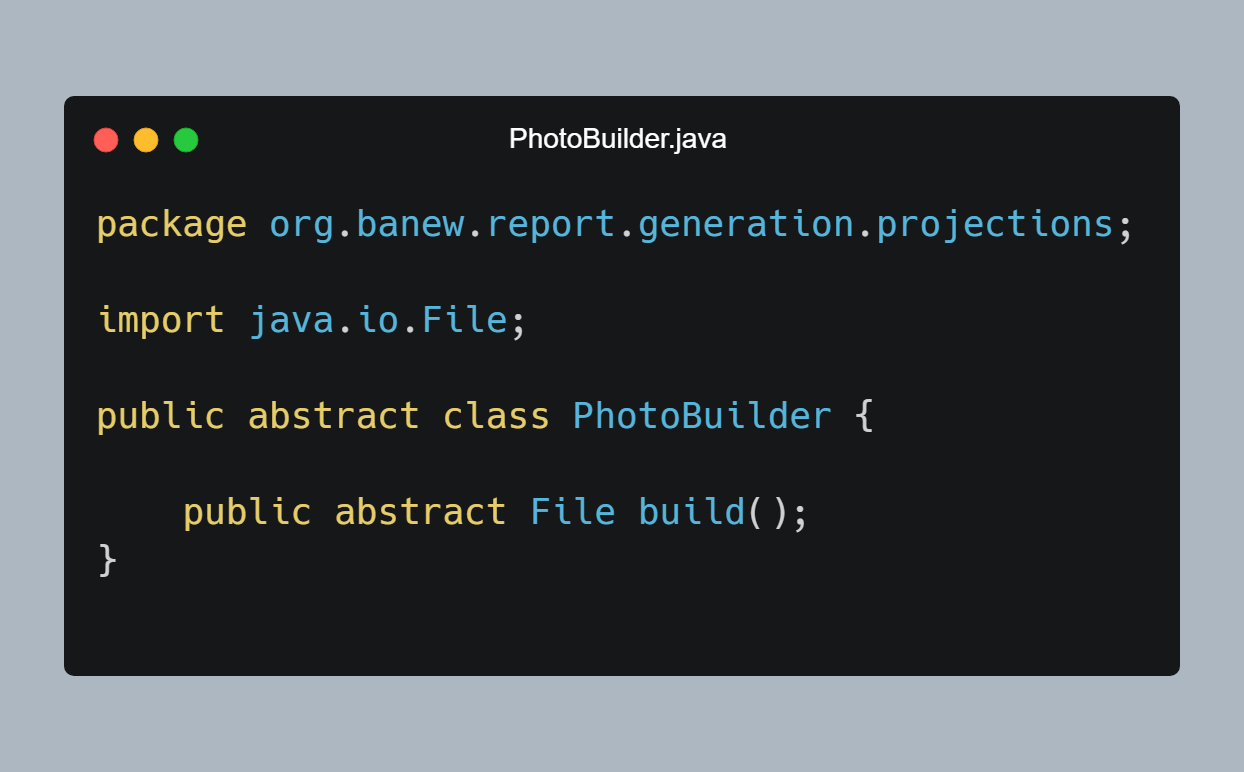 PhotoBuilder.java
package org.banew.report.generation.projections;
import java.io.File;
public abstract class PhotoBuilder {
    public abstract File build();
}